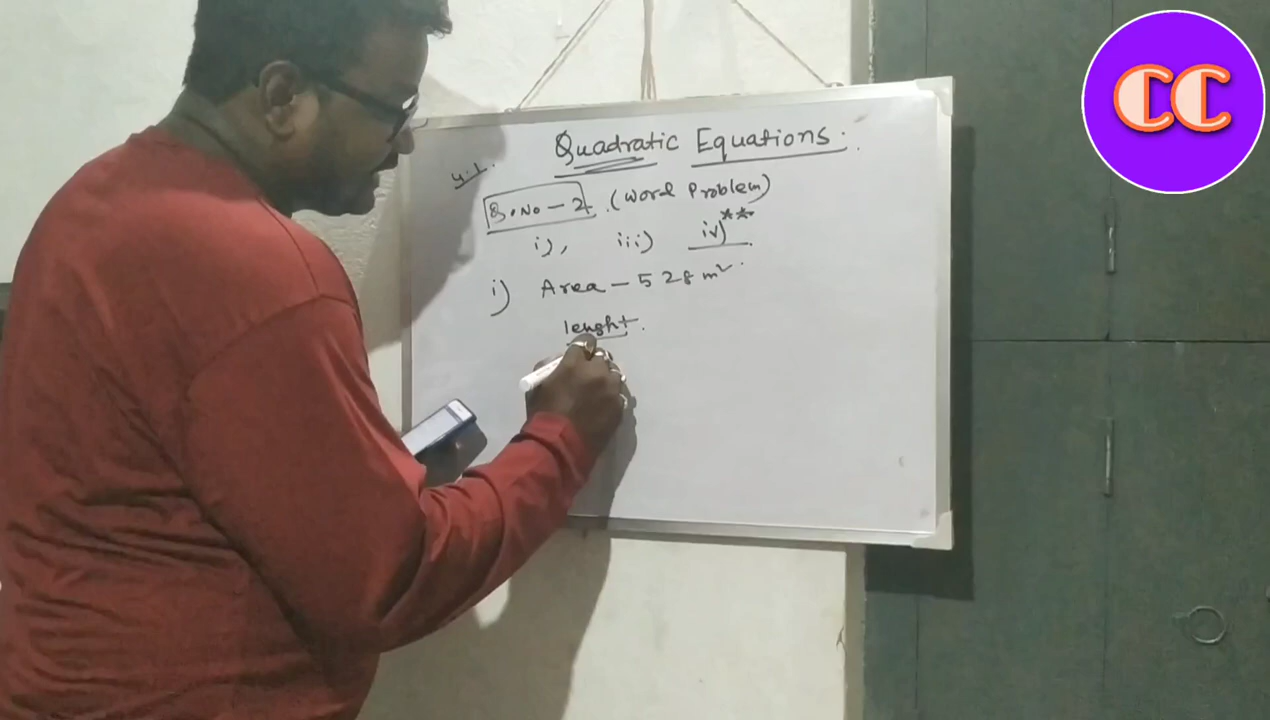 Quadratic Equations.
4.1.
Q.No - 2. (Word Problem)
i), iii) iv)**
i) Area - 528 m².
lenght.
CC